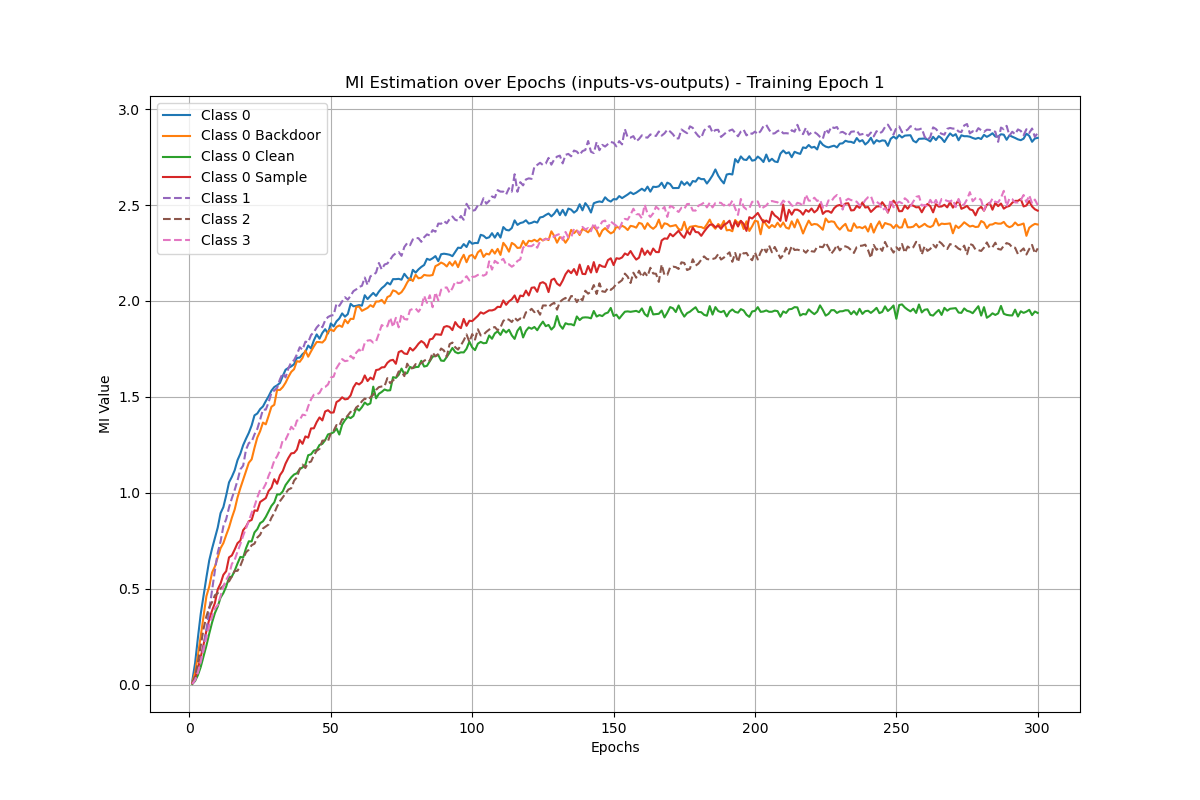 MI Estimation over Epochs (inputs-vs-outputs) - Training Epoch 1
Class 0
Class 0 Backdoor
Class 0 Clean
Class 0 Sample
Class 1
Class 2
Class 3
3.0
2.5
2.0
1.5
1.0
0.5
0.0
MI Value
0
50
100
150
200
250
300
Epochs